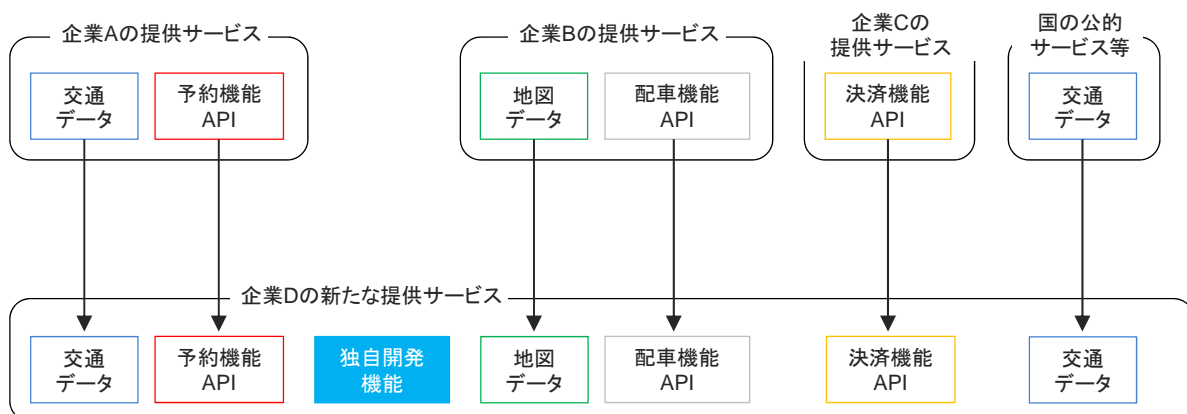 企業Aの提供サービス
企業Bの提供サービス
企業Cの
提供サービス
国の公的
サービス等
交通
データ
予約機能
API
地図
データ
配車機能
API
決済機能
API
交通
データ
企業Dの新たな提供サービス
交通
データ
予約機能
API
独自開発
機能
地図
データ
配車機能
API
決済機能
API
交通
データ